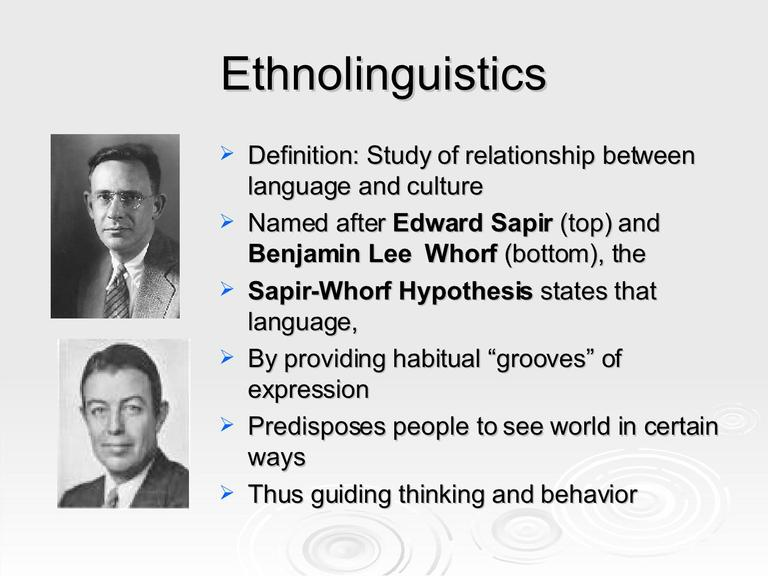 Ethnolinguistics
➢ Definition: Study of relationship between
language and culture
➢ Named after Edward Sapir (top) and
Benjamin Lee Whorf (bottom), the
➢ Sapir-Whorf Hypothesis states that
language,
➢ By providing habitual “grooves” of
expression
➢ Predisposes people to see world in certain
ways
➢ Thus guiding thinking and behavior